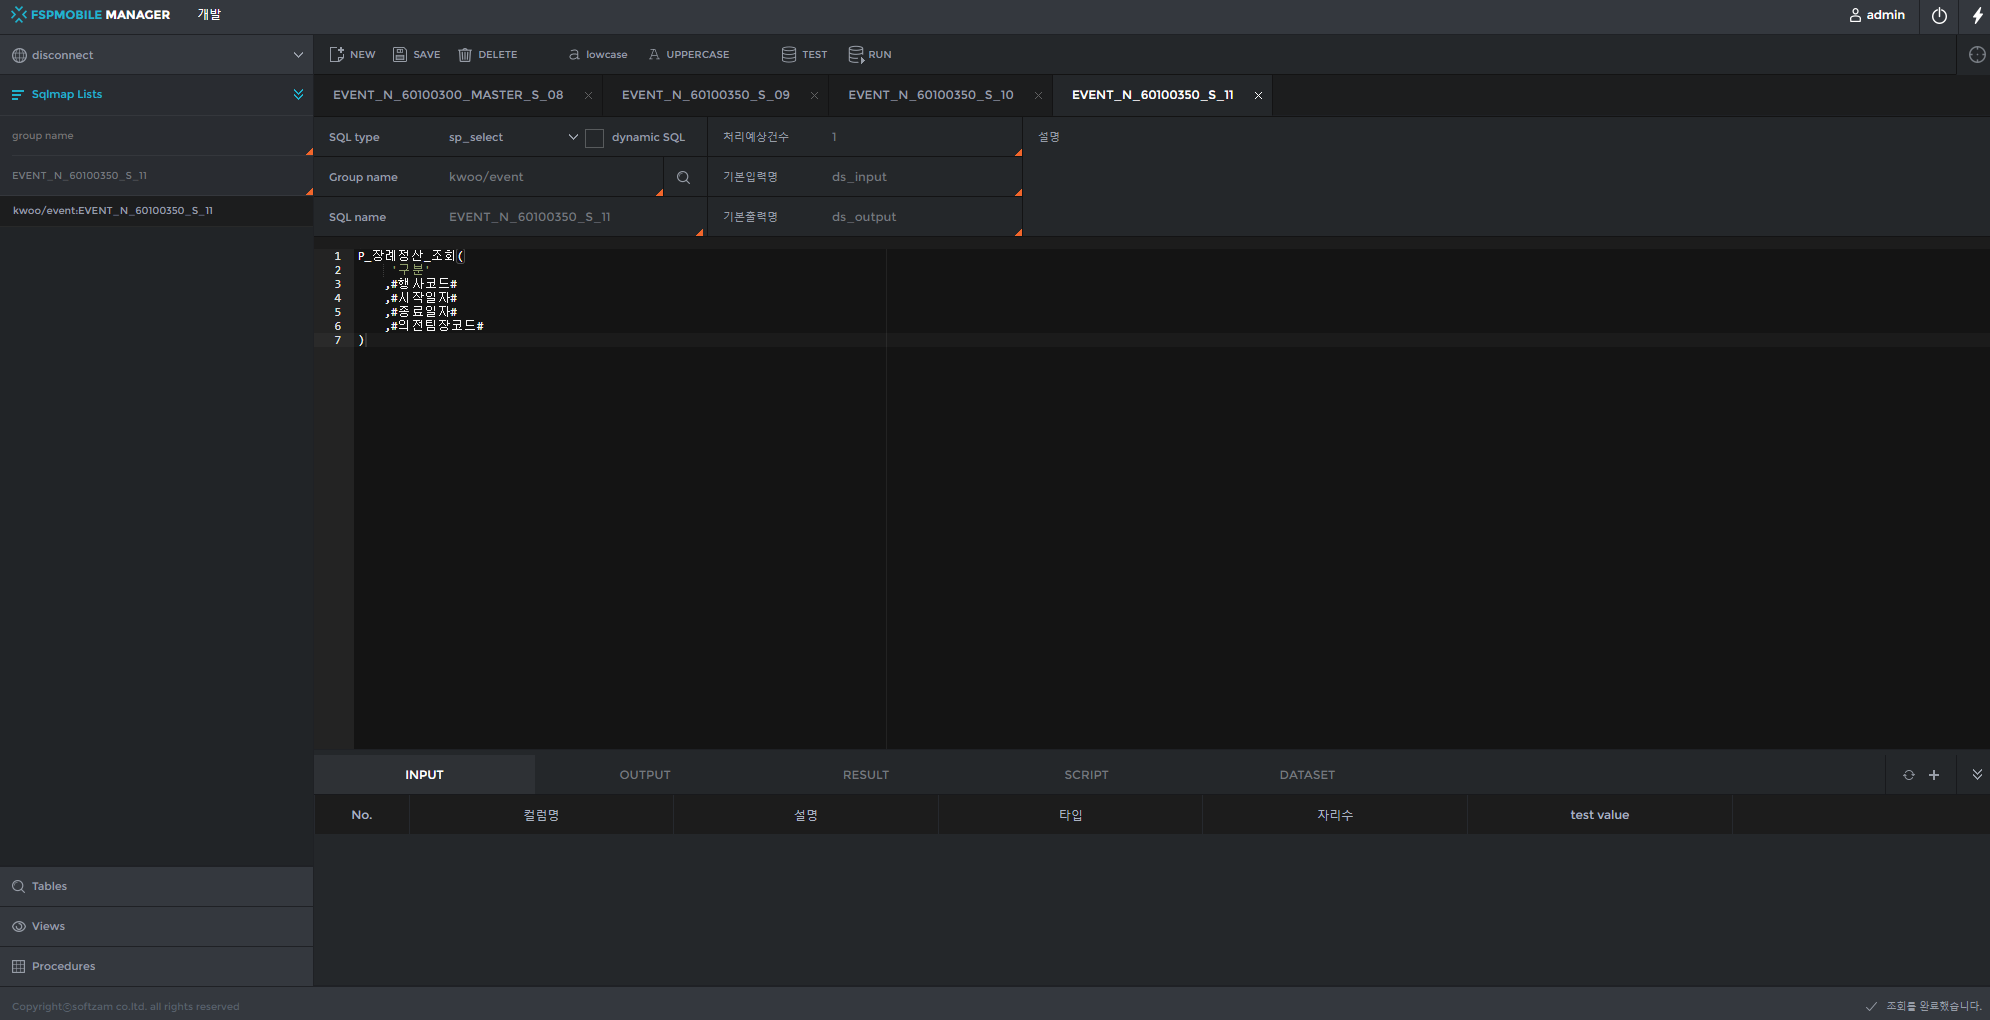 FSPMOBILE MANAGER 개발 admin
disconnect NEW SAVE DELETE lowcase UPPERCASE TEST RUN
Sqlmap Lists EVENT_N_60100300_MASTER_S_08 EVENT_N_60100350_S_09 EVENT_N_60100350_S_10 EVENT_N_60100350_S_11
group name SQL type sp_select dynamic SQL 처리예상건수 1 설명
EVENT_N_60100350_S_11 Group name kwoo/event 기본입력명 ds_input
kwoo/event:EVENT_N_60100350_S_11 SQL name EVENT_N_60100350_S_11 기본출력명 ds_output
1 P_장례정산_조회(
2 '구분'
3 ,#행사코드#
4 ,#시작일자#
5 ,#종료일자#
6 ,#의전팀장코드#
7 )
INPUT OUTPUT RESULT SCRIPT DATASET
No. 컬럼명 설명 타입 자리수 test value
Tables
Views
Procedures
Copyrightⓒsoftzam co.ltd. all rights reserved 조회를 완료했습니다.